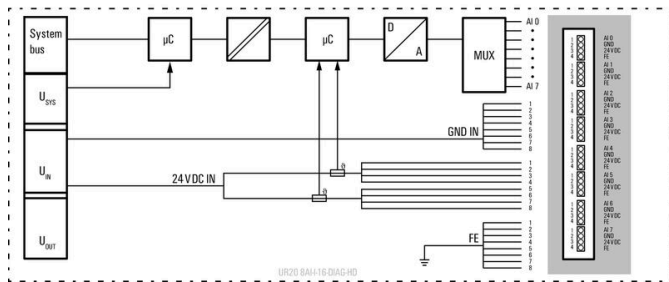 System
bus
µC
µC
D
A
MUX
AI 0
AI 7
U SYS
GND IN
1
2
3
4
5
6
7
8
U IN
24 V DC IN
1
2
3
4
5
6
7
8
U OUT
FE
1
2
3
4
5
6
7
8
UR20 8AI-I-16-DIAG-HD
AI 0
GND
24 V DC
FE
AI 1
GND
24 V DC
FE
AI 2
GND
24 V DC
FE
AI 3
GND
24 V DC
FE
AI 4
GND
24 V DC
FE
AI 5
GND
24 V DC
FE
AI 6
GND
24 V DC
FE
AI 7
GND
24 V DC
FE